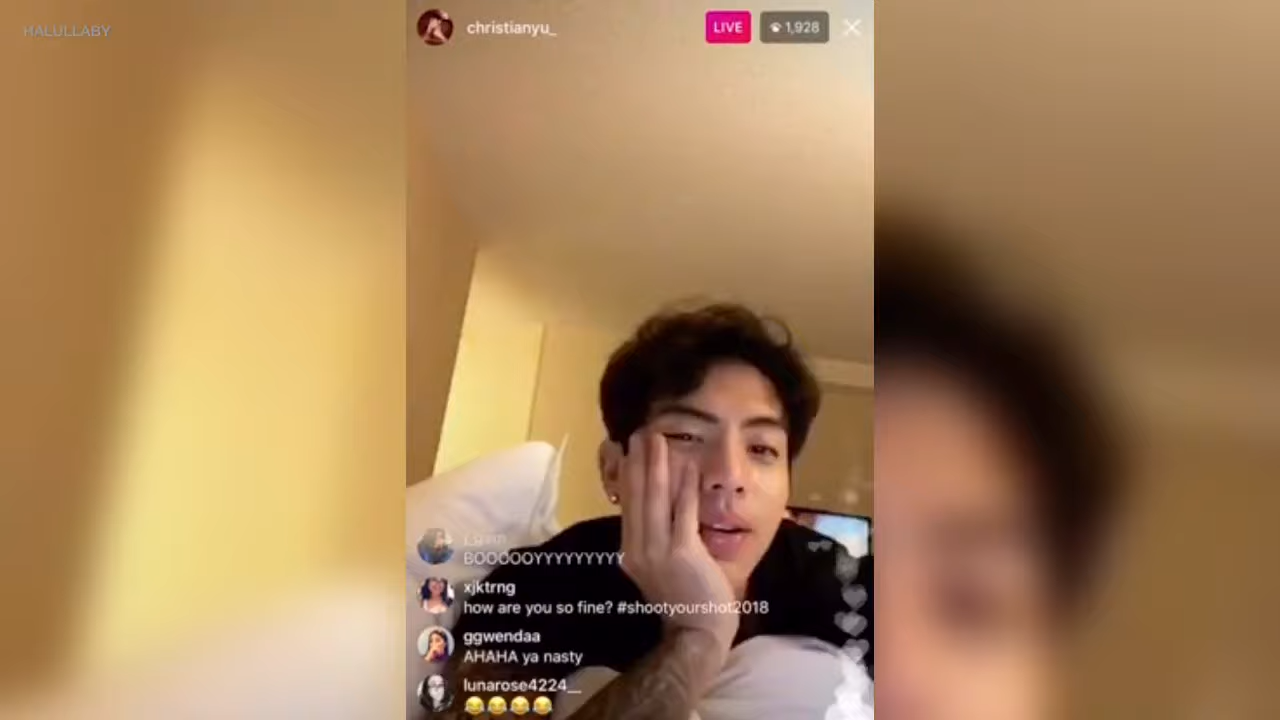 HALULLABY
christianyu_
LIVE
1,928
BOOOOOYYYYYYYYY
xjktrng
how are you so fine? #shootyourshot2018
ggwendaa
AHAHA ya nasty
lunarose4224__
😂😂😂😂